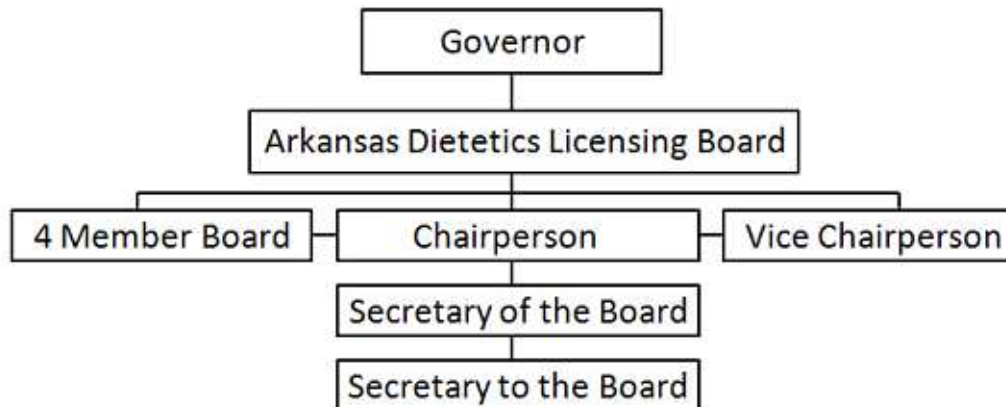 Governor
Arkansas Dietetics Licensing Board
4 Member Board
Chairperson
Vice Chairperson
Secretary of the Board
Secretary to the Board